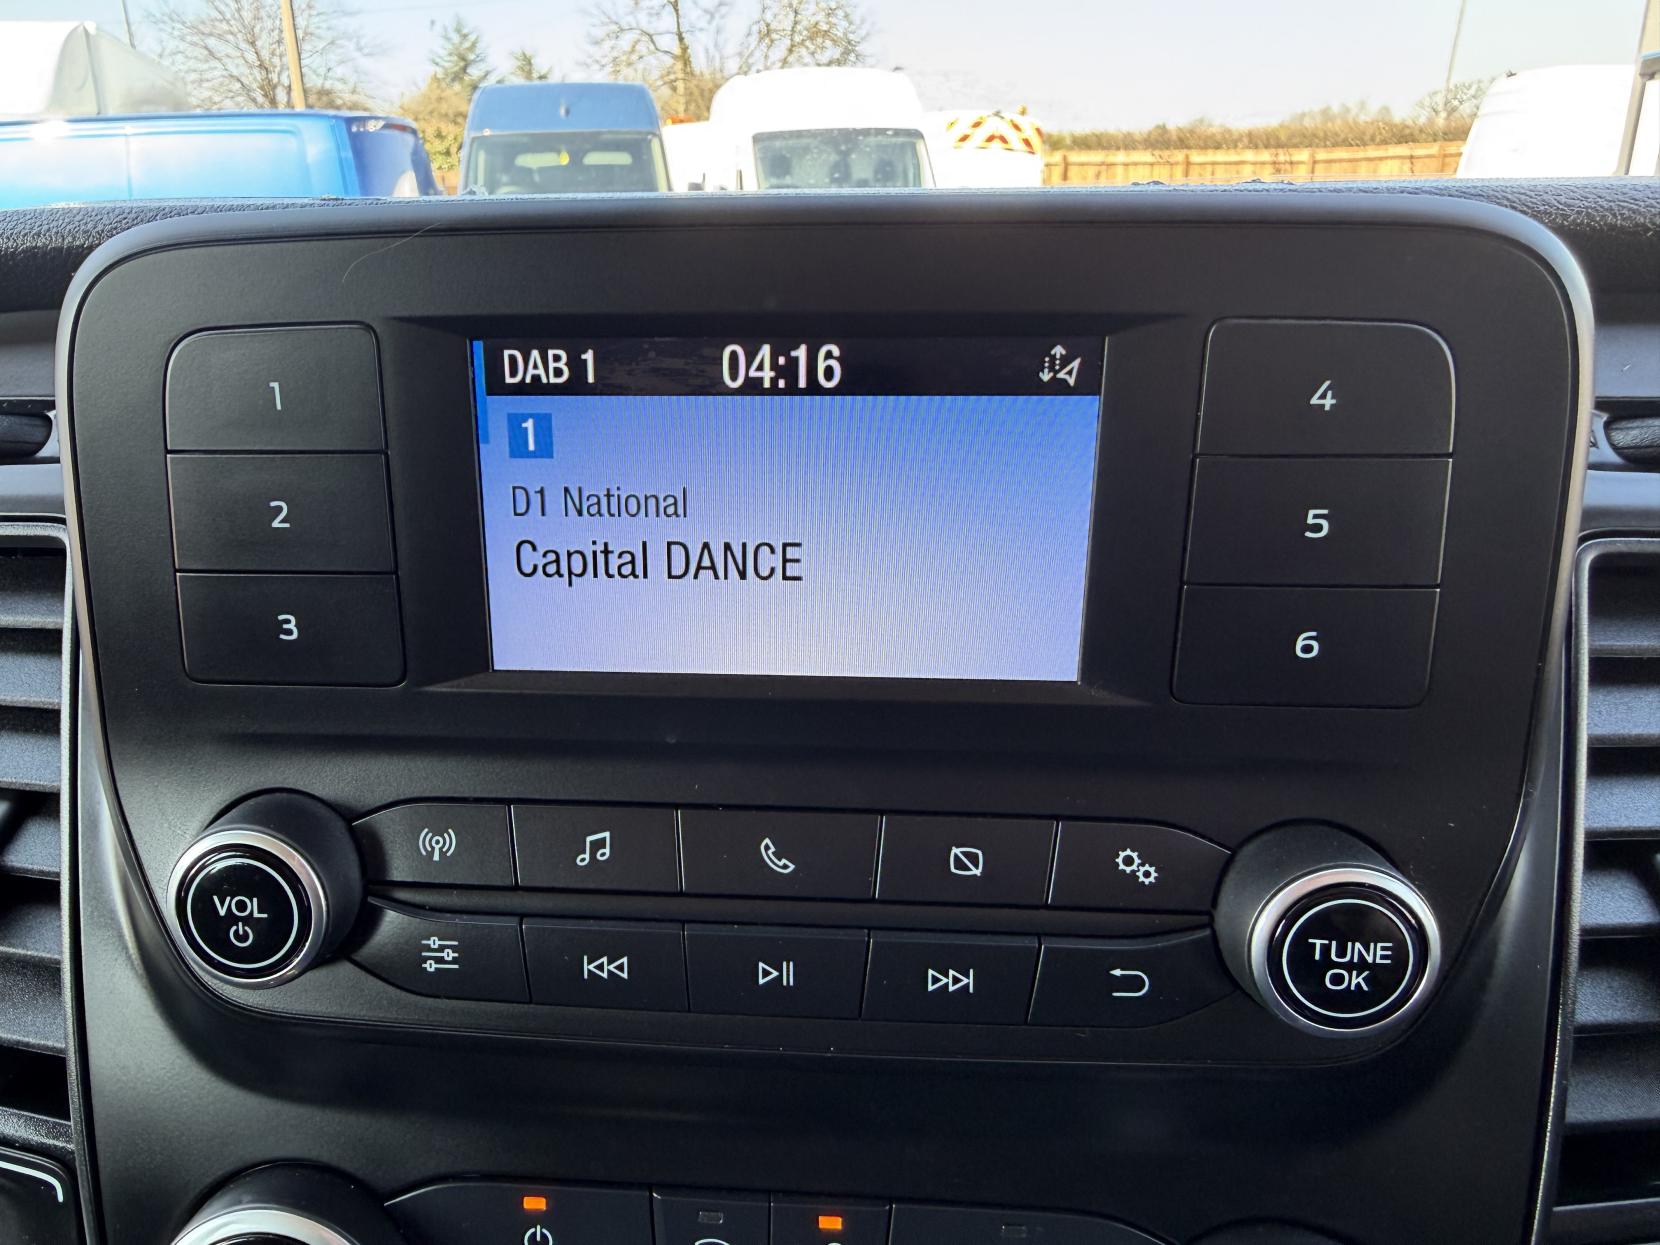 DAB 1 04:16
1
D1 National
Capital DANCE
1
2
3
4
5
6
VOL
TUNE
OK